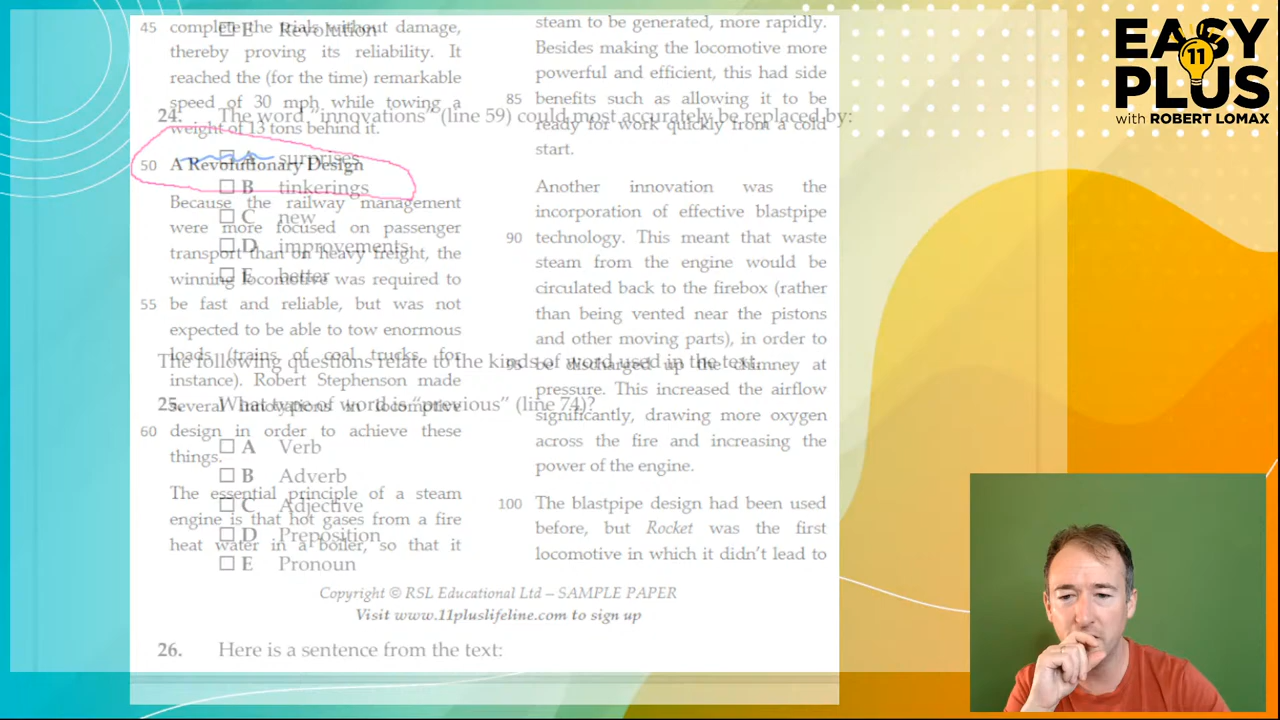 45 complete the trials without damage,
thereby proving its reliability. It
reached the (for the time) remarkable
speed of 30 mph while towing a
weight of 13 tons behind it.
50 A Revolutionary Design
Because the railway management
were more focused on passenger
transport than on heavy freight, the
winning locomotive was required to
55 be fast and reliable, but was not
expected to be able to tow enormous
loads (trains of coal trucks, for
instance). Robert Stephenson made
several innovations in locomotive
60 design in order to achieve these
things.
The essential principle of a steam
engine is that hot gases from a fire
heat water in a boiler, so that it
steam to be generated, more rapidly.
Besides making the locomotive more
powerful and efficient, this had side
85 benefits such as allowing it to be
ready for work quickly from a cold
start.
Another innovation was the
incorporation of effective blastpipe
90 technology. This meant that waste
steam from the engine would be
circulated back to the firebox (rather
than being vented near the pistons
and other moving parts), in order to
95 be discharged up the chimney at
pressure. This increased the airflow
significantly, drawing more oxygen
across the fire and increasing the
power of the engine.
100 The blastpipe design had been used
before, but Rocket was the first
locomotive in which it didn't lead to
Copyright © RSL Educational Ltd – SAMPLE PAPER
Visit www.11pluslifeline.com to sign up
E Revolution
24. The word "innovations" (line 59) could most accurately be replaced by:
A surprises
B tinkerings
C new
D improvements
E better
The following questions relate to the kinds of word used in the text.
25. What type of word is "previous" (line 74)?
A Verb
B Adverb
C Adjective
D Preposition
E Pronoun
26. Here is a sentence from the text:
EASY
11
PLUS
with ROBERT LOMAX